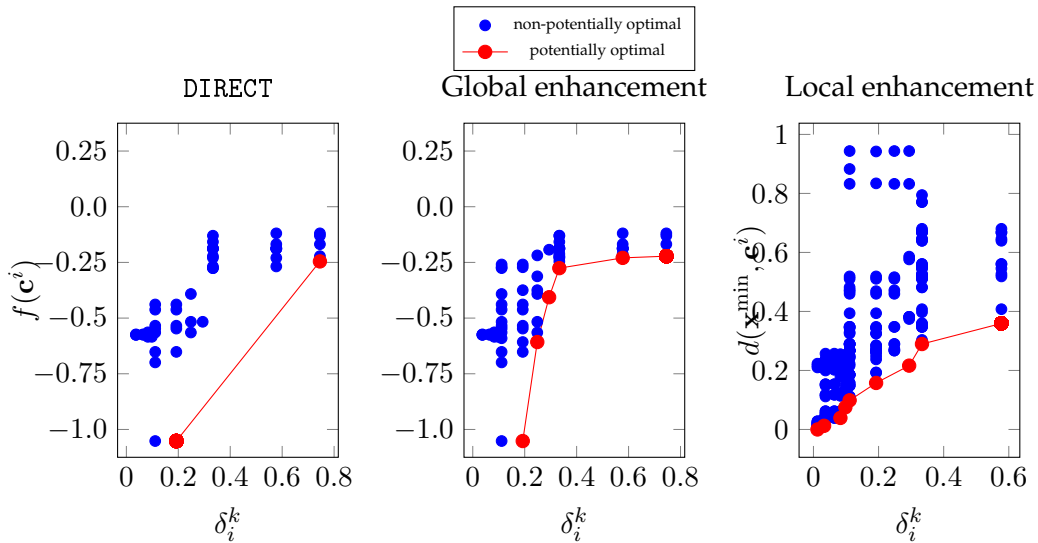 non-potentially optimal
potentially optimal
DIRECT
Global enhancement
Local enhancement
0.25
0.0
−0.25
−0.5
−0.75
−1.0
0 0.2 0.4 0.6 0.8
f(c^i)
δ_i^k
0.25
0.0
−0.25
−0.5
−0.75
−1.0
0 0.2 0.4 0.6 0.8
δ_i^k
1
0.8
0.6
0.4
0.2
0
0 0.2 0.4 0.6
d(x^min, c^i)
δ_i^k